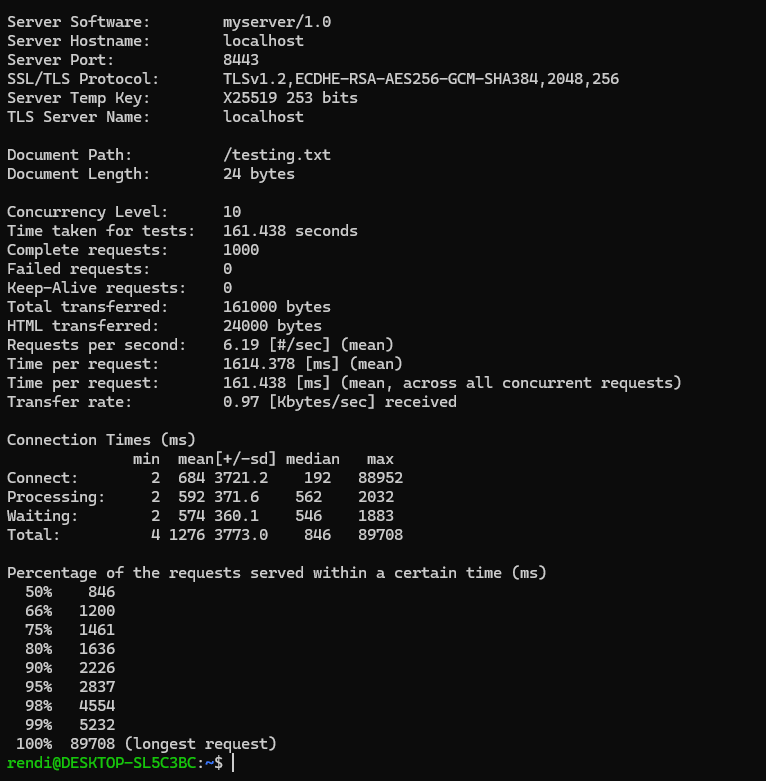 Server Software:        myserver/1.0
Server Hostname:        localhost
Server Port:            8443
SSL/TLS Protocol:       TLSv1.2,ECDHE-RSA-AES256-GCM-SHA384,2048,256
Server Temp Key:        X25519 253 bits
TLS Server Name:        localhost

Document Path:          /testing.txt
Document Length:        24 bytes

Concurrency Level:      10
Time taken for tests:   161.438 seconds
Complete requests:      1000
Failed requests:        0
Keep-Alive requests:    0
Total transferred:      161000 bytes
HTML transferred:       24000 bytes
Requests per second:    6.19 [#/sec] (mean)
Time per request:       1614.378 [ms] (mean)
Time per request:       161.438 [ms] (mean, across all concurrent requests)
Transfer rate:          0.97 [Kbytes/sec] received

Connection Times (ms)
              min  mean[+/-sd] median   max
Connect:        2  684 3721.2    192   88952
Processing:     2  592 371.6    562    2032
Waiting:        2  574 360.1    546    1883
Total:          4 1276 3773.0    846   89708

Percentage of the requests served within a certain time (ms)
  50%    846
  66%   1200
  75%   1461
  80%   1636
  90%   2226
  95%   2837
  98%   4554
  99%   5232
 100%  89708 (longest request)
rendi@DESKTOP-SL5C3BC:~$